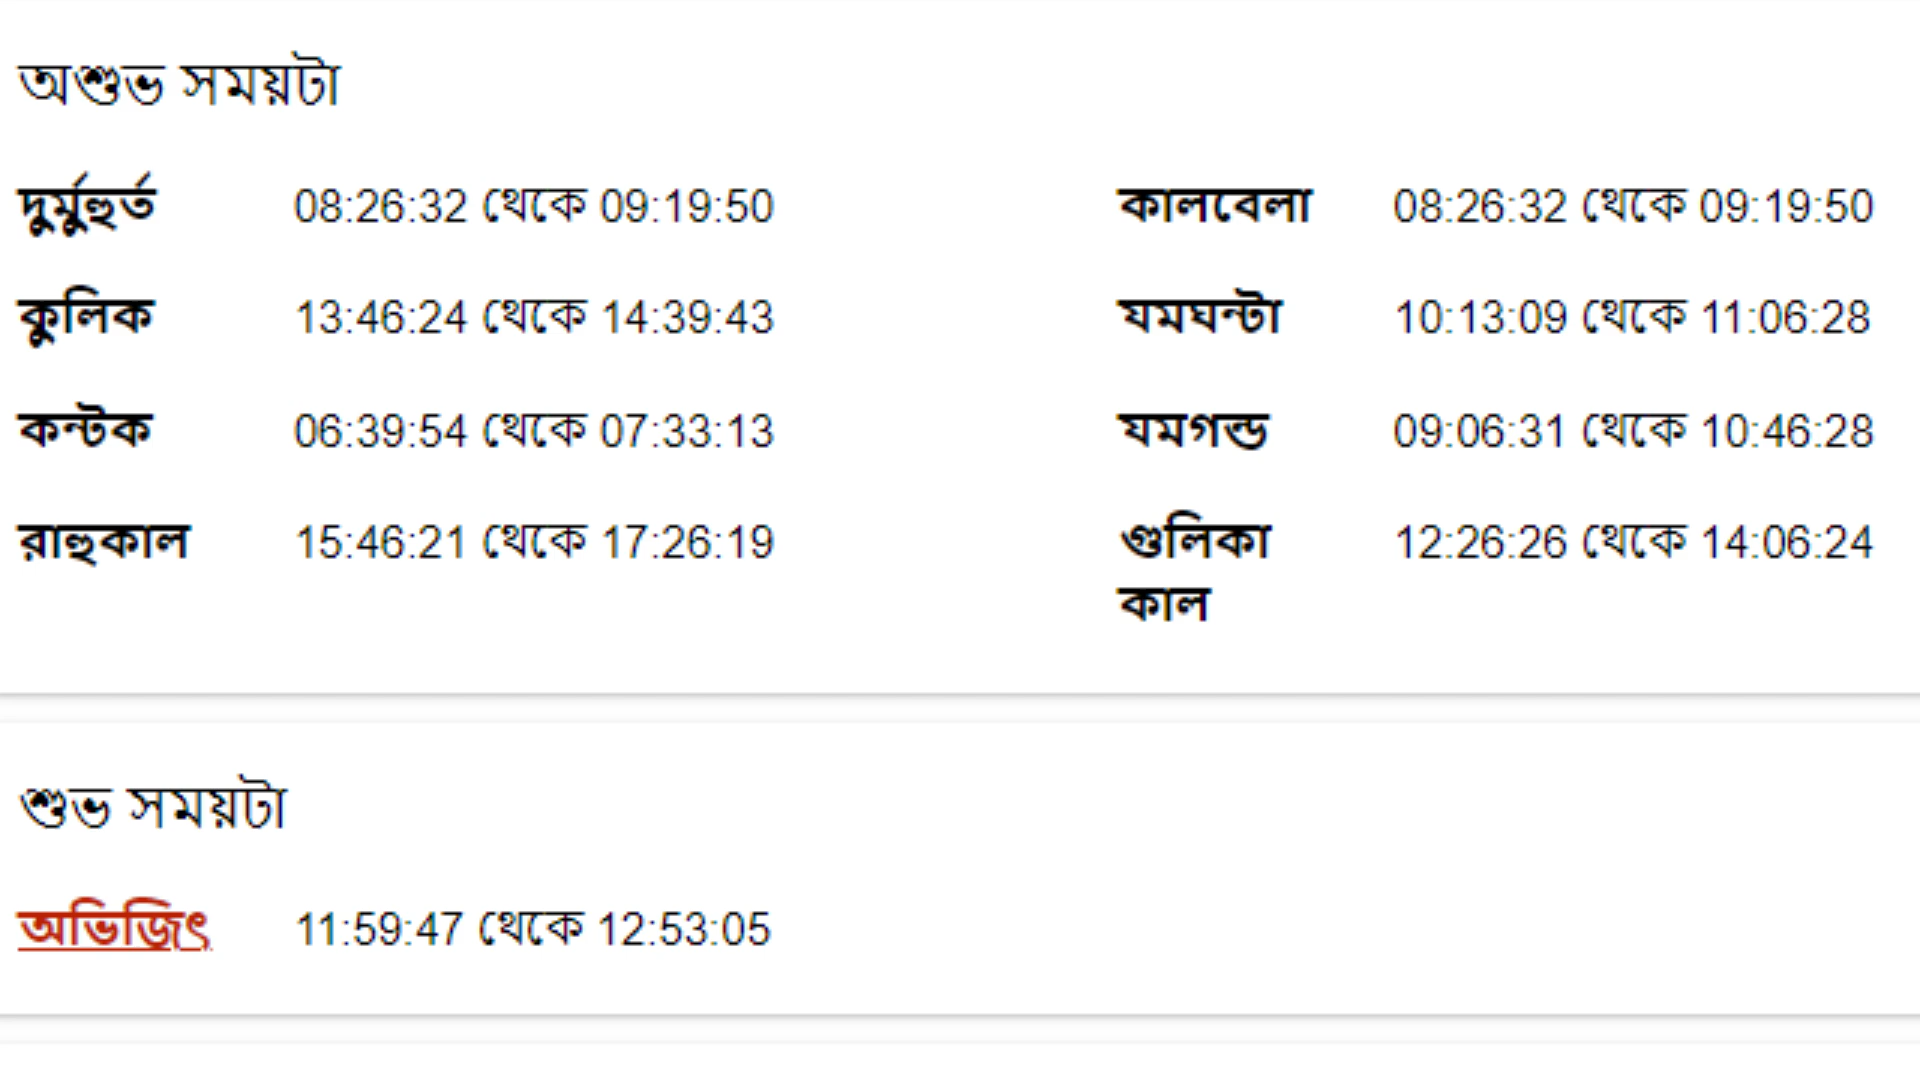 অশুভ সময়টা
দুর্মুহুর্ত 08:26:32 থেকে 09:19:50 কালবেলা 08:26:32 থেকে 09:19:50
কুলিক 13:46:24 থেকে 14:39:43 যমঘন্টা 10:13:09 থেকে 11:06:28
কন্টক 06:39:54 থেকে 07:33:13 যমগন্ড 09:06:31 থেকে 10:46:28
রাহুকাল 15:46:21 থেকে 17:26:19 গুলিকা 12:26:26 থেকে 14:06:24
কাল
শুভ সময়টা
অভিজিৎ 11:59:47 থেকে 12:53:05